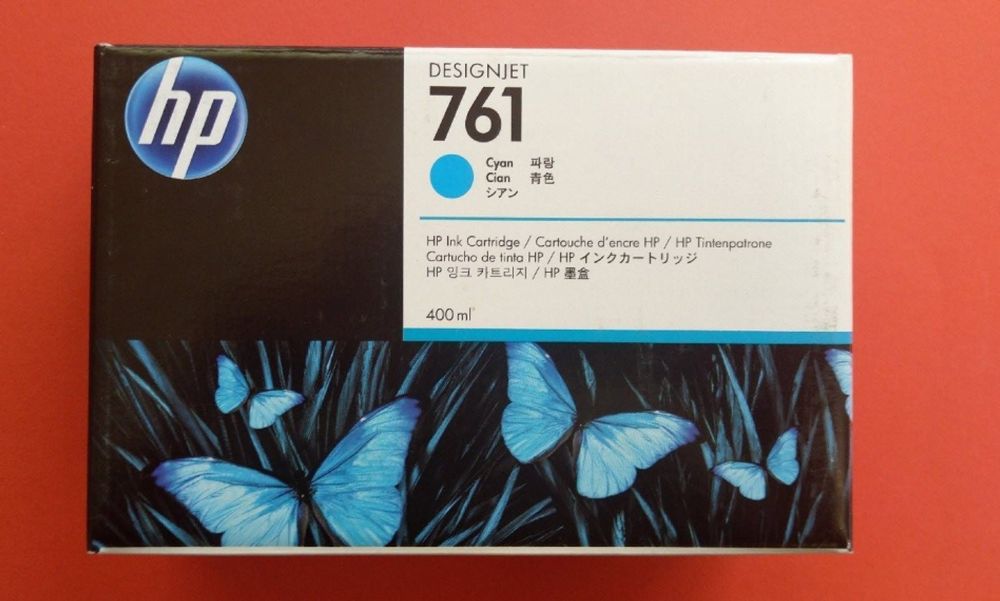 hp
DESIGNJET
761
Cyan 파랑
Cian 青色
シアン
HP Ink Cartridge / Cartouche d'encre HP / HP Tintenpatrone
Cartucho de tinta HP / HP インクカートリッジ
HP 잉크 카트리지 / HP 墨盒
400 ml